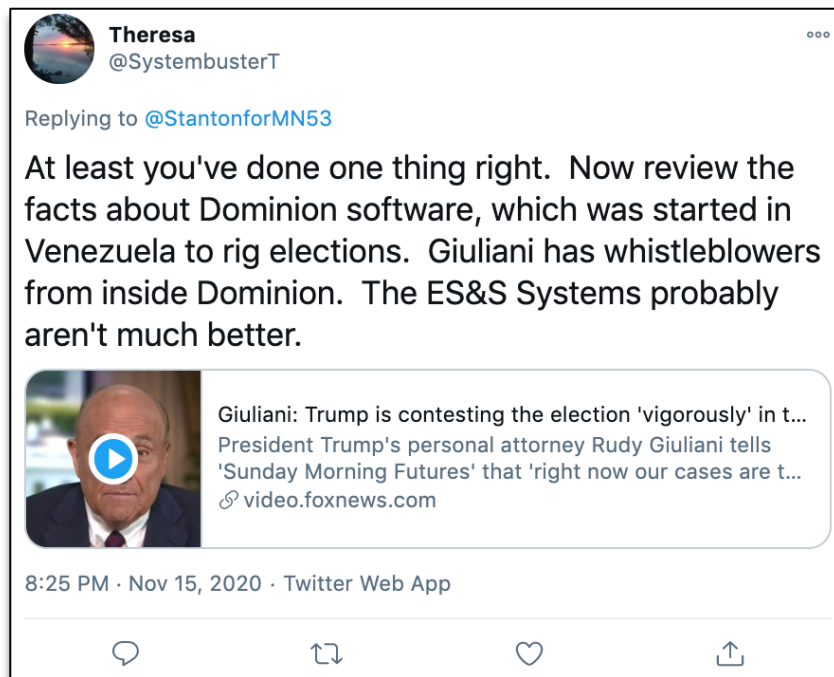 Theresa
@SystembusterT
Replying to @StantonforMN53
At least you've done one thing right.  Now review the
facts about Dominion software, which was started in
Venezuela to rig elections.  Giuliani has whistleblowers
from inside Dominion.  The ES&S Systems probably
aren't much better.
Giuliani: Trump is contesting the election 'vigorously' in t...
President Trump's personal attorney Rudy Giuliani tells
'Sunday Morning Futures' that 'right now our cases are t...
video.foxnews.com
8:25 PM · Nov 15, 2020 · Twitter Web App